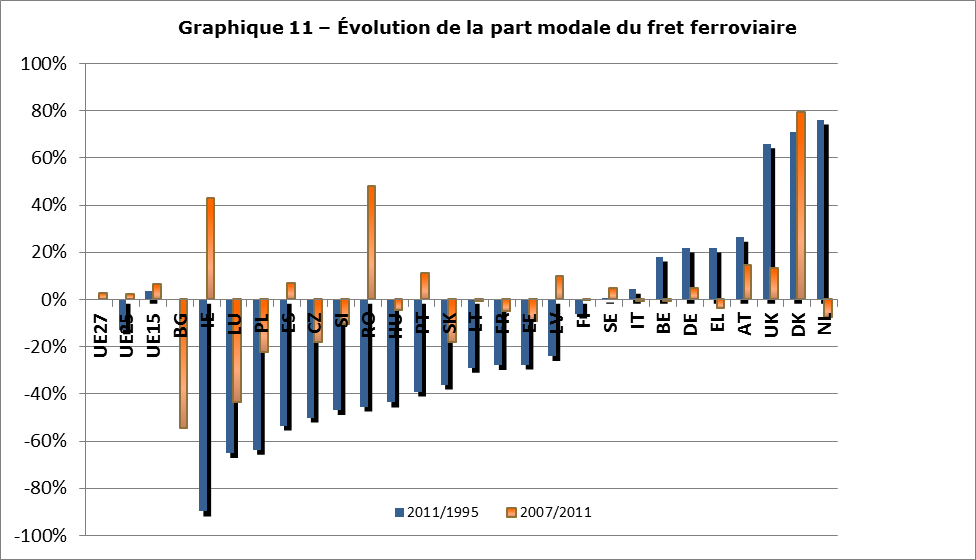 Graphique 11 – Évolution de la part modale du fret ferroviaire
100%
80%
60%
40%
20%
0%
-20%
-40%
-60%
-80%
-100%
UE27
UE25
UE15
BG
IE
LU
PL
ES
CZ
SI
RO
HU
PT
SK
LT
FR
EE
LV
FI
SE
IT
BE
DE
EL
AT
UK
DK
NL
2011/1995
2007/2011